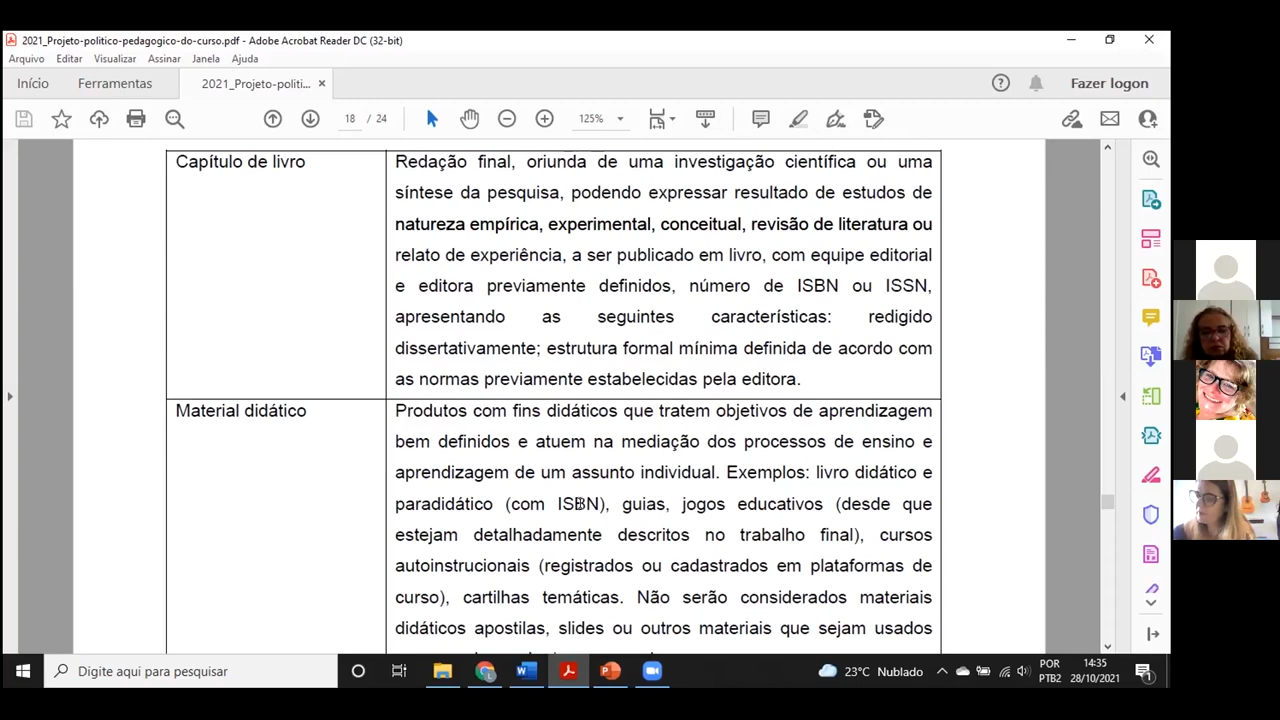 2021_Projeto-politico-pedagogico-do-curso.pdf - Adobe Acrobat Reader DC (32-bit)
Arquivo Editar Visualizar Assinar Janela Ajuda
Início Ferramentas 2021_Projeto-politi... × Fazer logon
18 / 24 125%
Capítulo de livro
Redação final, oriunda de uma investigação científica ou uma
síntese da pesquisa, podendo expressar resultado de estudos de
natureza empírica, experimental, conceitual, revisão de literatura ou
relato de experiência, a ser publicado em livro, com equipe editorial
e editora previamente definidos, número de ISBN ou ISSN,
apresentando as seguintes características: redigido
dissertativamente; estrutura formal mínima definida de acordo com
as normas previamente estabelecidas pela editora.
Material didático
Produtos com fins didáticos que tratem objetivos de aprendizagem
bem definidos e atuem na mediação dos processos de ensino e
aprendizagem de um assunto individual. Exemplos: livro didático e
paradidático (com ISBN), guias, jogos educativos (desde que
estejam detalhadamente descritos no trabalho final), cursos
autoinstrucionais (registrados ou cadastrados em plataformas de
curso), cartilhas temáticas. Não serão considerados materiais
didáticos apostilas, slides ou outros materiais que sejam usados
Digite aqui para pesquisar
23°C Nublado
POR
PTB2
14:35
28/10/2021
1